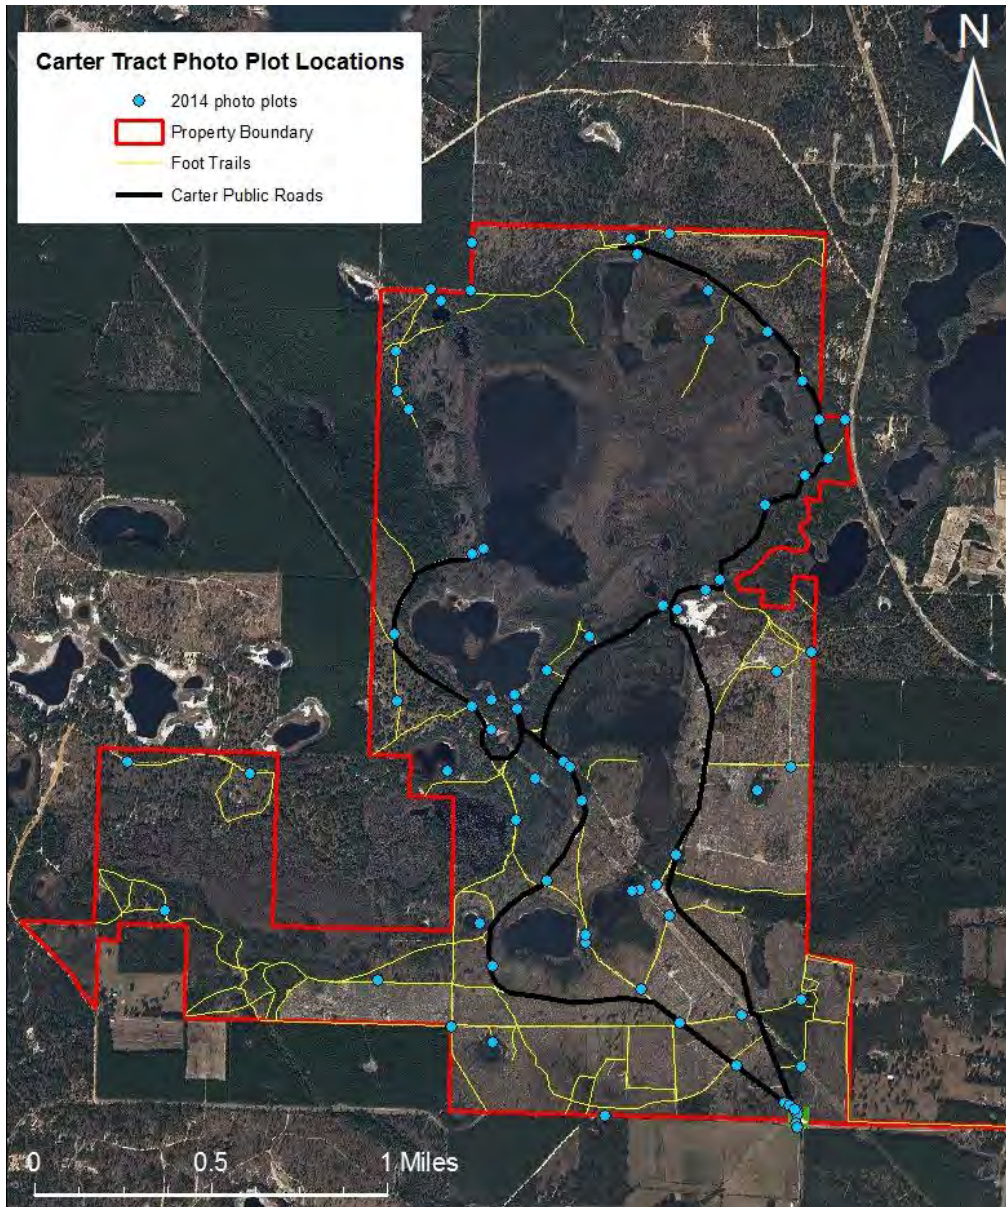 N
Carter Tract Photo Plot Locations
2014 photo plots
Property Boundary
Foot Trails
Carter Public Roads
0 0.5 1 Miles